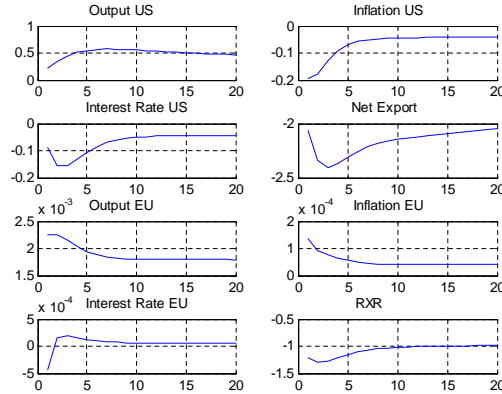 Output US
Inflation US
1
0.5
0
0 5 10 15 20
0
-0.1
-0.2
0 5 10 15 20
Interest Rate US
Net Export
0
-0.1
-0.2
0 5 10 15 20
-2
-2.5
0 5 10 15 20
x 10-3
Output EU
x 10-4
Inflation EU
2.5
2
1.5
0 5 10 15 20
2
1
0
0 5 10 15 20
x 10-4
Interest Rate EU
RXR
5
0
-5
0 5 10 15 20
-0.5
-1
-1.5
0 5 10 15 20